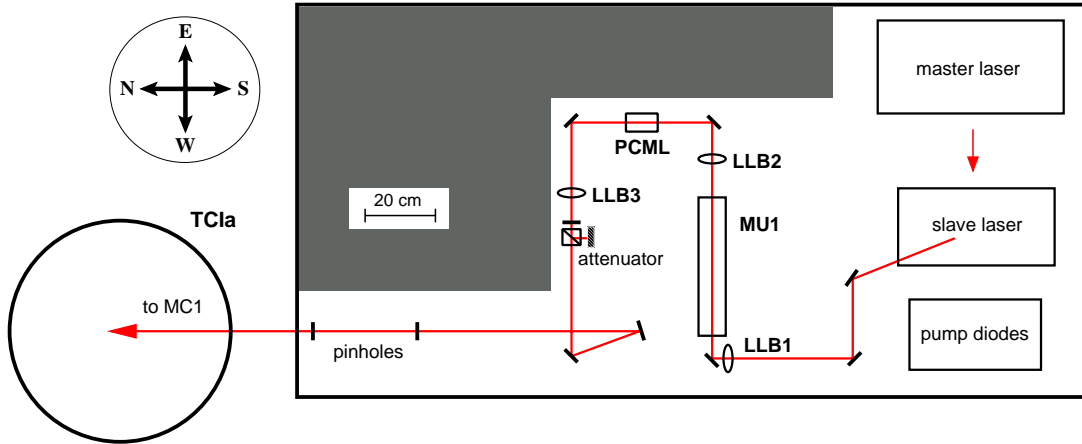 E
N
S
W
master laser
PCML
LLB2
LLB3
20 cm
TCIa
MU1
slave laser
attenuator
to MC1
pinholes
LLB1
pump diodes